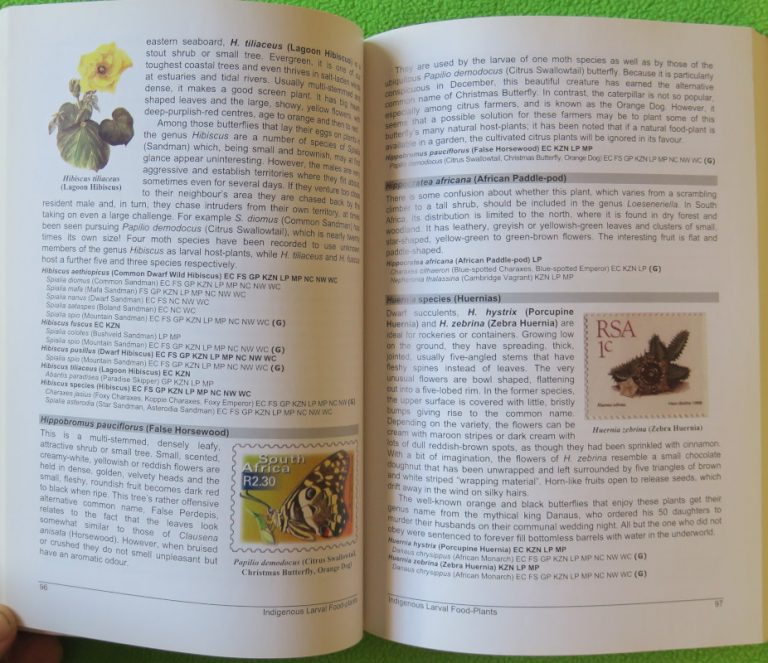 eastern seaboard, H. tiliaceus (Lagoon Hibiscus) is a
stout shrub or small tree. Evergreen, it is one of our
toughest coastal trees and even thrives in salt-laden winds
at estuaries and tidal rivers. Usually multi-stemmed and
dense, it makes a good screen plant. It has big heart-
shaped leaves and the large, showy, yellow flowers, with
deep-purplish-red centres, age to orange and then to red.
Among those butterflies that lay their eggs on plants in
the genus Hibiscus are a number of species of Spialia
(Sandman) which, being small and brownish, may at first
glance appear uninteresting. However, the males are very
aggressive and establish territories where they fit about,
sometimes even for several days. If they venture too close
to their neighbour's area they are chased back by the
resident male and, in turn, they chase intruders from their own territory, at times
taking on even a large challenge. For example S. diomus (Common Sandman) has
been seen pursuing Papilio demodocus (Citrus Swallowtail), which is nearly twenty
times its own size! Four moth species have been recorded to use unknown
members of the genus Hibiscus as larval host-plants, while H. tiliaceus and H. fuscus
host a further five and three species respectively.
Hibiscus tiliaceus
(Lagoon Hibiscus)
Hibiscus aethiopicus (Common Dwarf Wild Hibiscus) EC FS GP KZN LP MP NC NW WC
Spialia diomus (Common Sandman) EC FS GP KZN LP MP NC NW WC
Spialia mafa (Mafa Sandman) FS GP KZN LP MP NC NW WC
Spialia nanus (Dwarf Sandman) EC FS NC NW WC
Spialia sataspes (Boland Sandman) EC NC WC
Spialia spio (Mountain Sandman) EC FS GP KZN LP MP NC NW WC (G)
Hibiscus fuscus EC KZN
Spialia colotes (Bushveld Sandman) LP MP
Spialia spio (Mountain Sandman) EC FS GP KZN LP MP NC NW WC (G)
Hibiscus pusillus (Dwarf Hibiscus) EC FS GP KZN LP MP NC NW WC
Spialia spio (Mountain Sandman) EC FS GP KZN LP MP NC NW WC (G)
Hibiscus tiliaceus (Lagoon Hibiscus) EC KZN
Abantis paradisea (Paradise Skipper) GP KZN LP MP
Hibiscus species (Hibiscus) EC FS GP KZN LP MP NC NW WC
Charaxes jasius (Foxy Charaxes, Koppie Charaxes, Foxy Emperor) EC FS GP KZN LP MP NC NW (G)
Spialia asterodia (Star Sandman, Asterodia Sandman) EC FS GP KZN LP MP NW WC
Hippobromus pauciflorus (False Horsewood)
This is a multi-stemmed, densely leafy,
attractive shrub or small tree. Small, scented,
creamy-white, yellowish or reddish flowers are
held in dense, golden, velvety heads and the
small, fleshy, roundish fruit becomes dark red
to black when ripe. This tree's rather offensive
alternative common name, False Perdepis,
relates to the fact that the leaves look
somewhat similar to those of Clausena
anisata (Horsewood). However, when bruised
or crushed they do not smell unpleasant but
have an aromatic odour.
South
Africa
R2.30
Papilio demodocus (Citrus Swallowtail,
Christmas Butterfly, Orange Dog)
96
Indigenous Larval Food-plants
They are used by the larvae of one moth species as well as by those of the
ubiquitous Papilio demodocus (Citrus Swallowtail) butterfly. Because it is particularly
conspicuous in December, this beautiful creature has earned the alternative
common name of Christmas Butterfly. In contrast, the caterpillar is not so popular,
especially among citrus farmers, and is known as the Orange Dog. However, it
seems that a possible solution for these farmers may be to plant some of this
butterfly's many natural host-plants; it has been noted that if a natural food-plant is
available in a garden, the cultivated citrus plants will be ignored in its favour.
Hippobromus pauciflorus (False Horsewood) EC KZN LP MP
Papilio demodocus (Citrus Swallowtail, Christmas Butterfly, Orange Dog) EC FS GP KZN LP MP NC NW WC (G)
Hippocratea africana (African Paddle-pod)
There is some confusion about whether this plant, which varies from a scrambling
climber to a tall shrub, should be included in the genus Loeseneriella. In South
Africa, its distribution is limited to the north, where it is found in dry forest and
woodland. It has leathery, greyish or yellowish-green leaves and clusters of small,
star-shaped, yellow-green to green-brown flowers. The interesting fruit is flat and
paddle-shaped.
Hippocratea africana (African Paddle-pod) LP
Charaxes cithaeron (Blue-spotted Charaxes, Blue-spotted Emperor) EC KZN LP (G)
Nephronia thalassina (Cambridge Vagrant) KZN LP MP
Huernia species (Huernias)
Dwarf succulents, H. hystrix (Porcupine
Huernia) and H. zebrina (Zebra Huernia) are
ideal for rockeries or containers. Growing low
on the ground, they have spreading, thick,
jointed, usually five-angled stems that have
fleshy spines instead of leaves. The very
unusual flowers are bowl shaped, flattening
out into a five-lobed rim. In the former species,
the upper surface is covered with little, bristly
bumps giving rise to the common name.
Depending on the variety, the flowers can be
cream with maroon stripes or dark cream with
lots of dull reddish-brown spots, as though they had been sprinkled with cinnamon.
With a bit of imagination, the flowers of H. zebrina resemble a small chocolate
doughnut that has been unwrapped and left surrounded by five triangles of brown
and white striped "wrapping material". Horn-like fruits open to release seeds, which
drift away in the wind on silky hairs.
RSA
1c
Huernia zebrina (Zebra Huernia)
The well-known orange and black butterflies that enjoy these plants get their
genus name from the mythical king Danaus, who ordered his 50 daughters to
murder their husbands on their communal wedding night. All but the one who did not
obey were sentenced to forever fill bottomless barrels with water in the underworld.
Huernia hystrix (Porcupine Huernia) EC KZN LP MP
Danaus chrysippus (African Monarch) EC FS GP KZN LP MP NC NW WC (G)
Huernia zebrina (Zebra Huernia) KZN LP MP
Danaus chrysippus (African Monarch) EC FS GP KZN LP MP NC NW WC (G)
Indigenous Larval Food-Plants
97